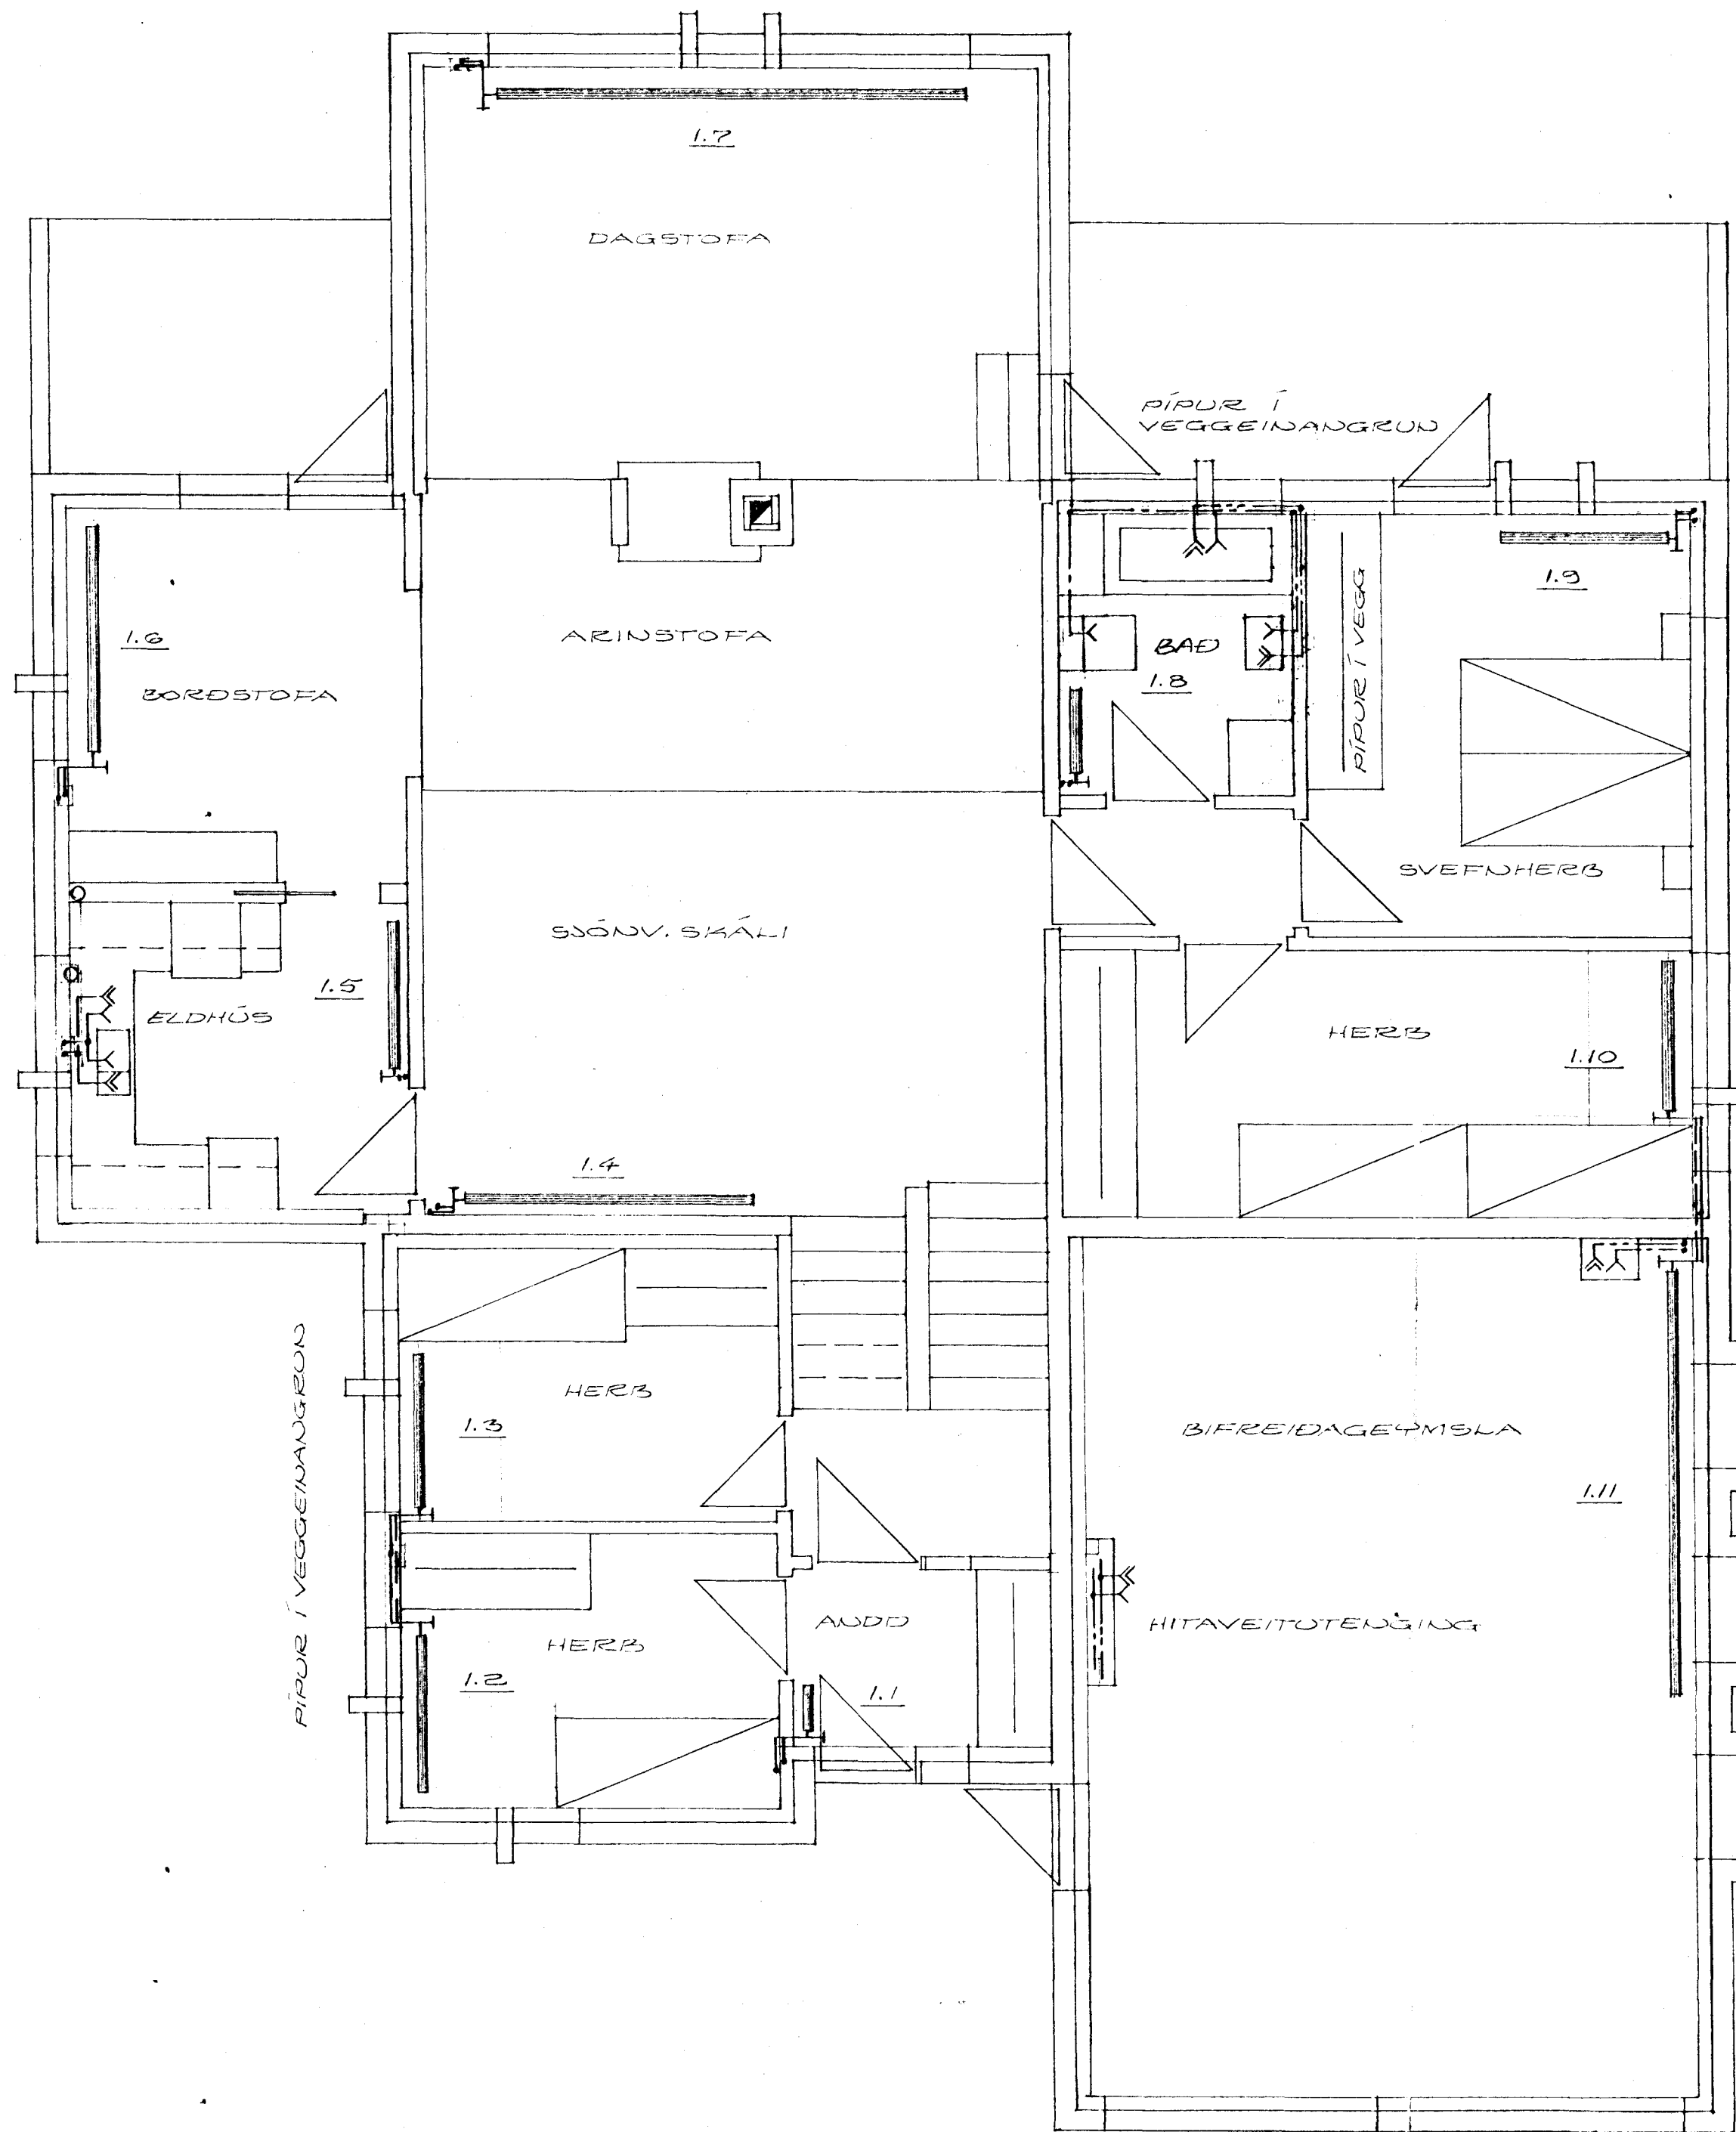 1.7
DAGSTOFA
PÍPUR Í
VEGGEINANGRUN
1.9
1.6
ARINSTOFA
BAÐ
1.8
PÍPUR Í VEGG
BORÐSTOFA
SVEFNHERB
SJÓNV. SKÁLI
1.5
ELDHÚS
HERB
1.10
1.4
HERB
1.3
PÍPUR Í VEGGEINANGRUN
BIFREIÐAGEYMSLA
1.11
HERB
1.2
ANDD
1.1
HITAVEITUTENGING